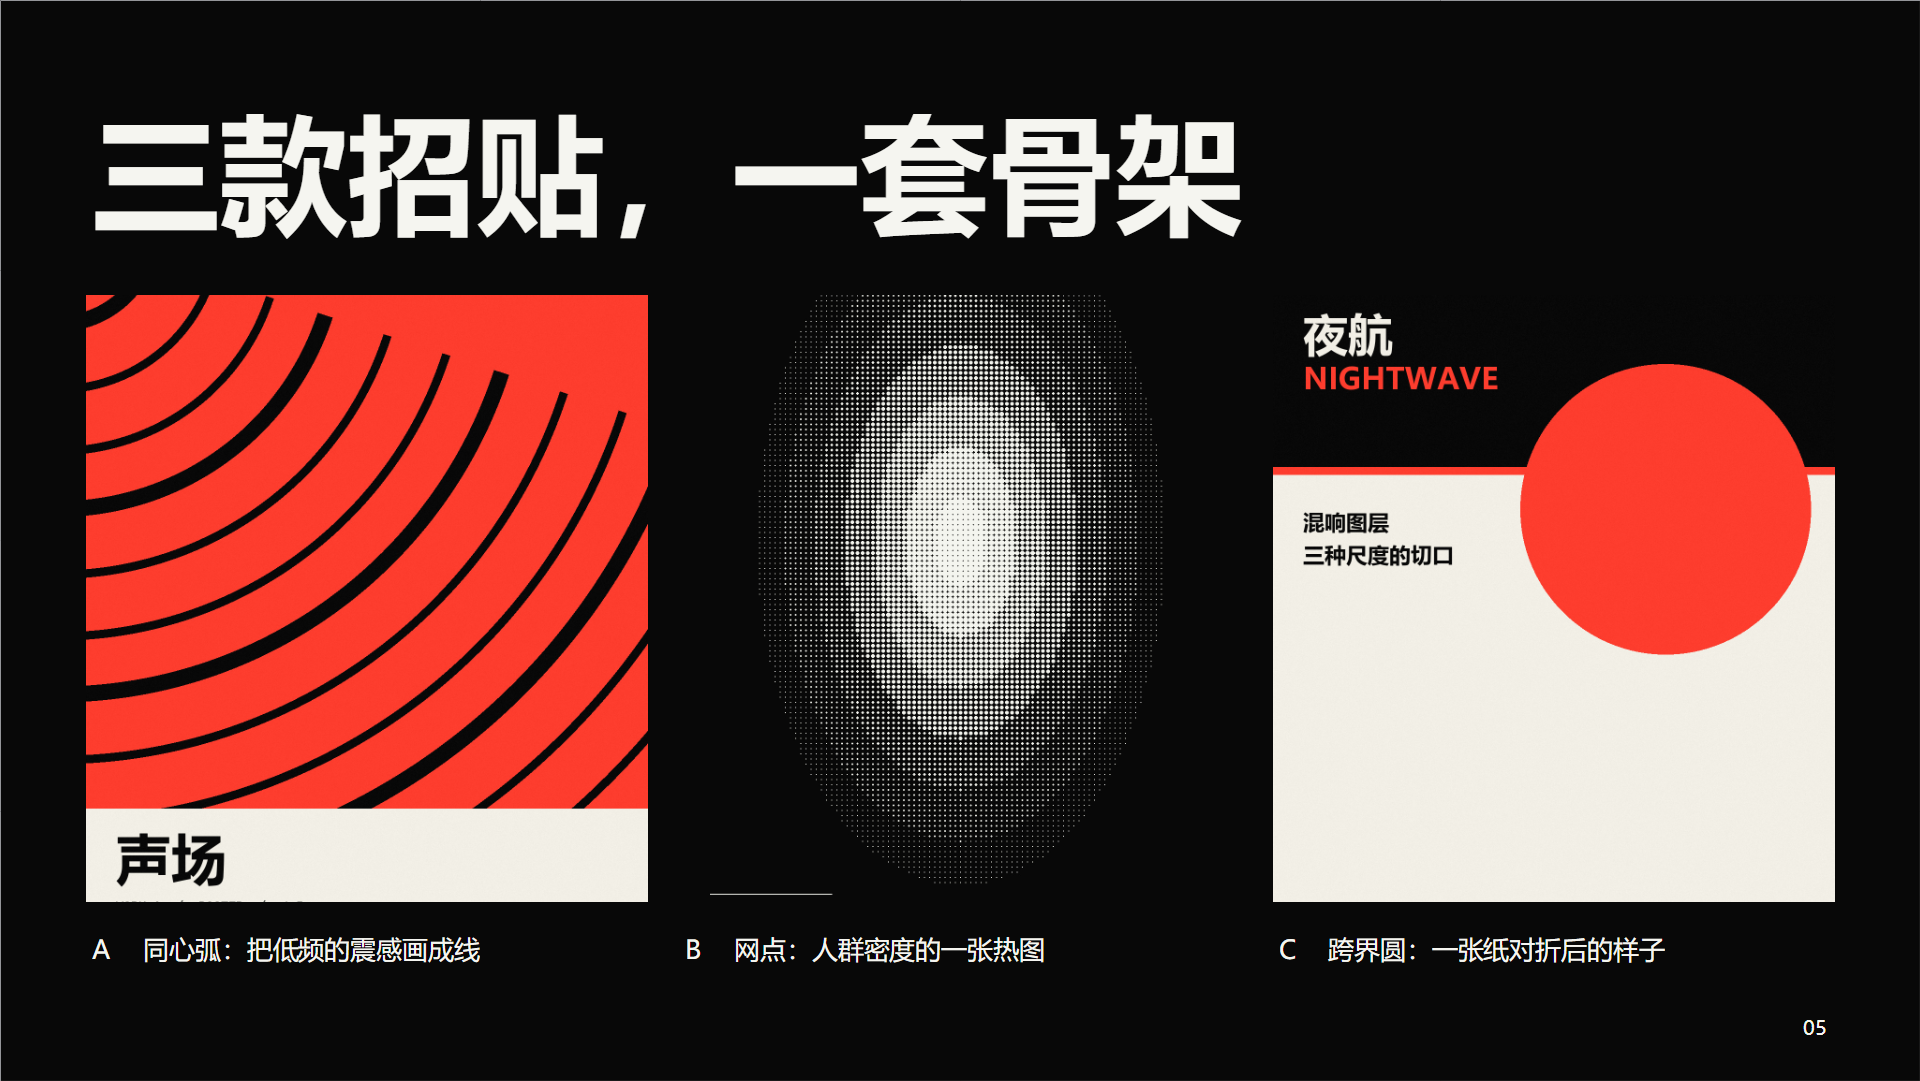 三款招贴，一套骨架
声场
夜航
NIGHTWAVE
混响图层
三种尺度的切口
A 同心弧：把低频的震感画成线
B 网点：人群密度的一张热图
C 跨界圆：一张纸对折后的样子
05